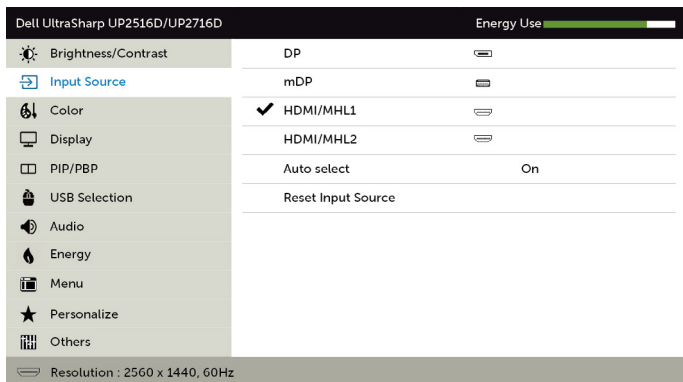 Dell UltraSharp UP2516D/UP2716D Energy Use
Brightness/Contrast DP
Input Source mDP
Color HDMI/MHL1
Display HDMI/MHL2
PIP/PBP Auto select On
USB Selection Reset Input Source
Audio
Energy
Menu
Personalize
Others
Resolution : 2560 x 1440, 60Hz